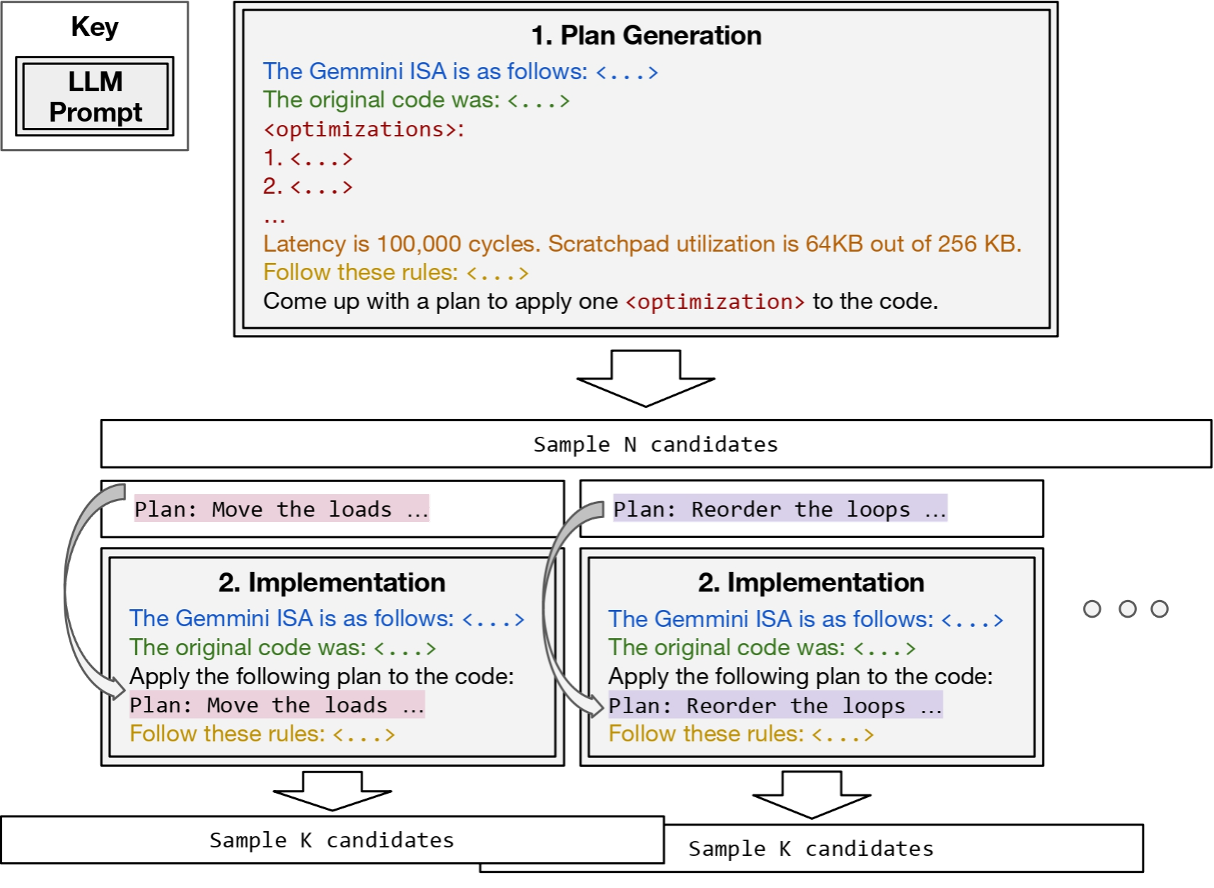 Key
LLM
Prompt
1. Plan Generation
The Gemmini ISA is as follows: <...>
The original code was: <...>
<optimizations>:
1. <...>
2. <...>
...
Latency is 100,000 cycles. Scratchpad utilization is 64KB out of 256 KB.
Follow these rules: <...>
Come up with a plan to apply one <optimization> to the code.
Sample N candidates
Plan: Move the loads ...
2. Implementation
The Gemmini ISA is as follows: <...>
The original code was: <...>
Apply the following plan to the code:
Plan: Move the loads ...
Follow these rules: <...>
Sample K candidates
Plan: Reorder the loops ...
2. Implementation
The Gemmini ISA is as follows: <...>
The original code was: <...>
Apply the following plan to the code:
Plan: Reorder the loops ...
Follow these rules: <...>
Sample K candidates